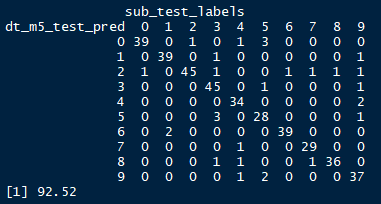 sub_test_labels
dt_m5_test_pred 0 1 2 3 4 5 6 7 8 9
0 39 0 1 0 1 3 0 0 0 0
1 0 39 0 1 0 0 0 0 0 1
2 1 0 45 1 0 0 1 1 1 1
3 0 0 0 45 0 1 0 0 0 1
4 0 0 0 0 34 0 0 0 0 2
5 0 0 0 3 0 28 0 0 0 1
6 0 2 0 0 0 0 39 0 0 0
7 0 0 0 0 1 0 0 29 0 0
8 0 0 0 1 1 0 0 1 36 0
9 0 0 0 0 1 2 0 0 0 37
[1] 92.52